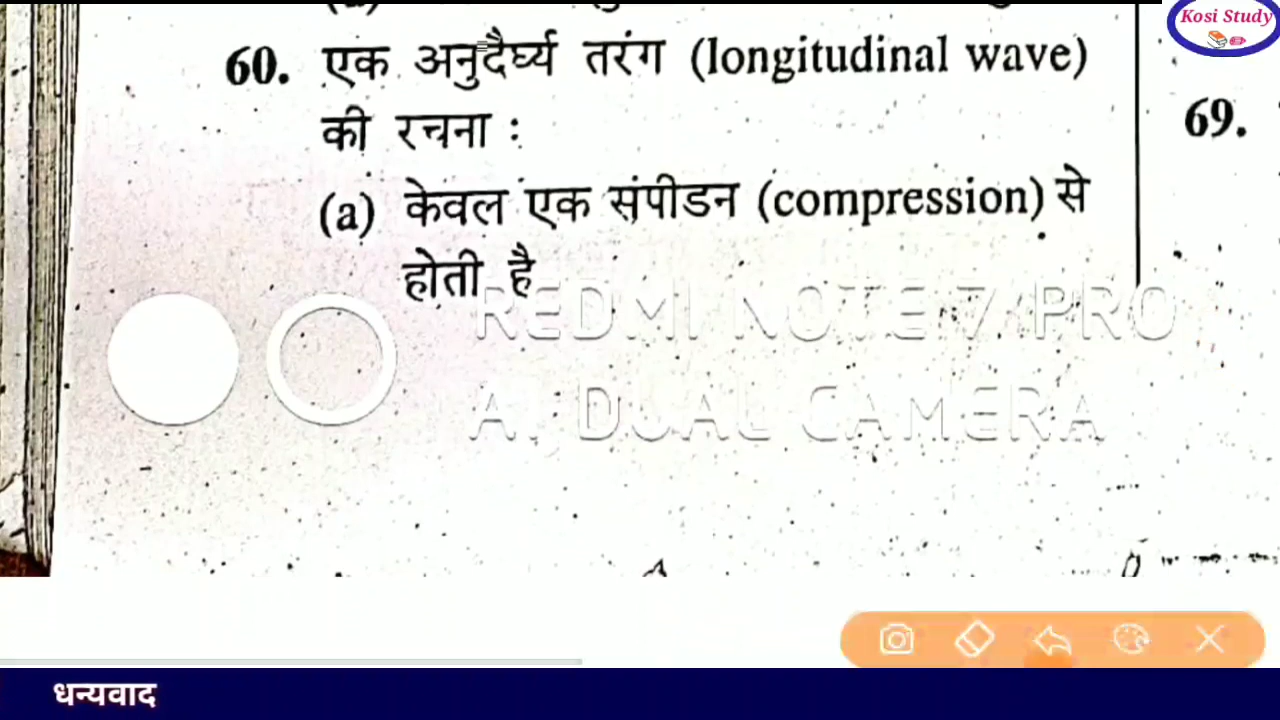 Kosi Study
60. एक अनुदैर्घ्य तरंग (longitudinal wave)
की रचना :
(a) केवल एक संपीडन (compression) से
होती है
69.
REDMI NOTE 7 PRO
AI DUAL CAMERA
धन्यवाद